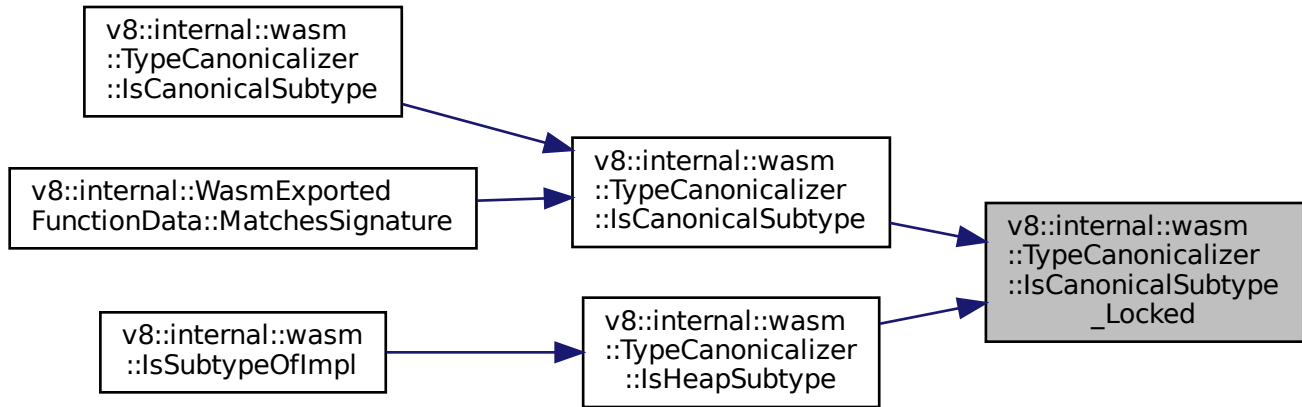 v8::internal::wasm
::TypeCanonicalizer
::IsCanonicalSubtype
v8::internal::WasmExported
FunctionData::MatchesSignature
v8::internal::wasm
::IsSubtypeOfImpl
v8::internal::wasm
::TypeCanonicalizer
::IsCanonicalSubtype
v8::internal::wasm
::TypeCanonicalizer
::IsHeapSubtype
v8::internal::wasm
::TypeCanonicalizer
::IsCanonicalSubtype
_Locked